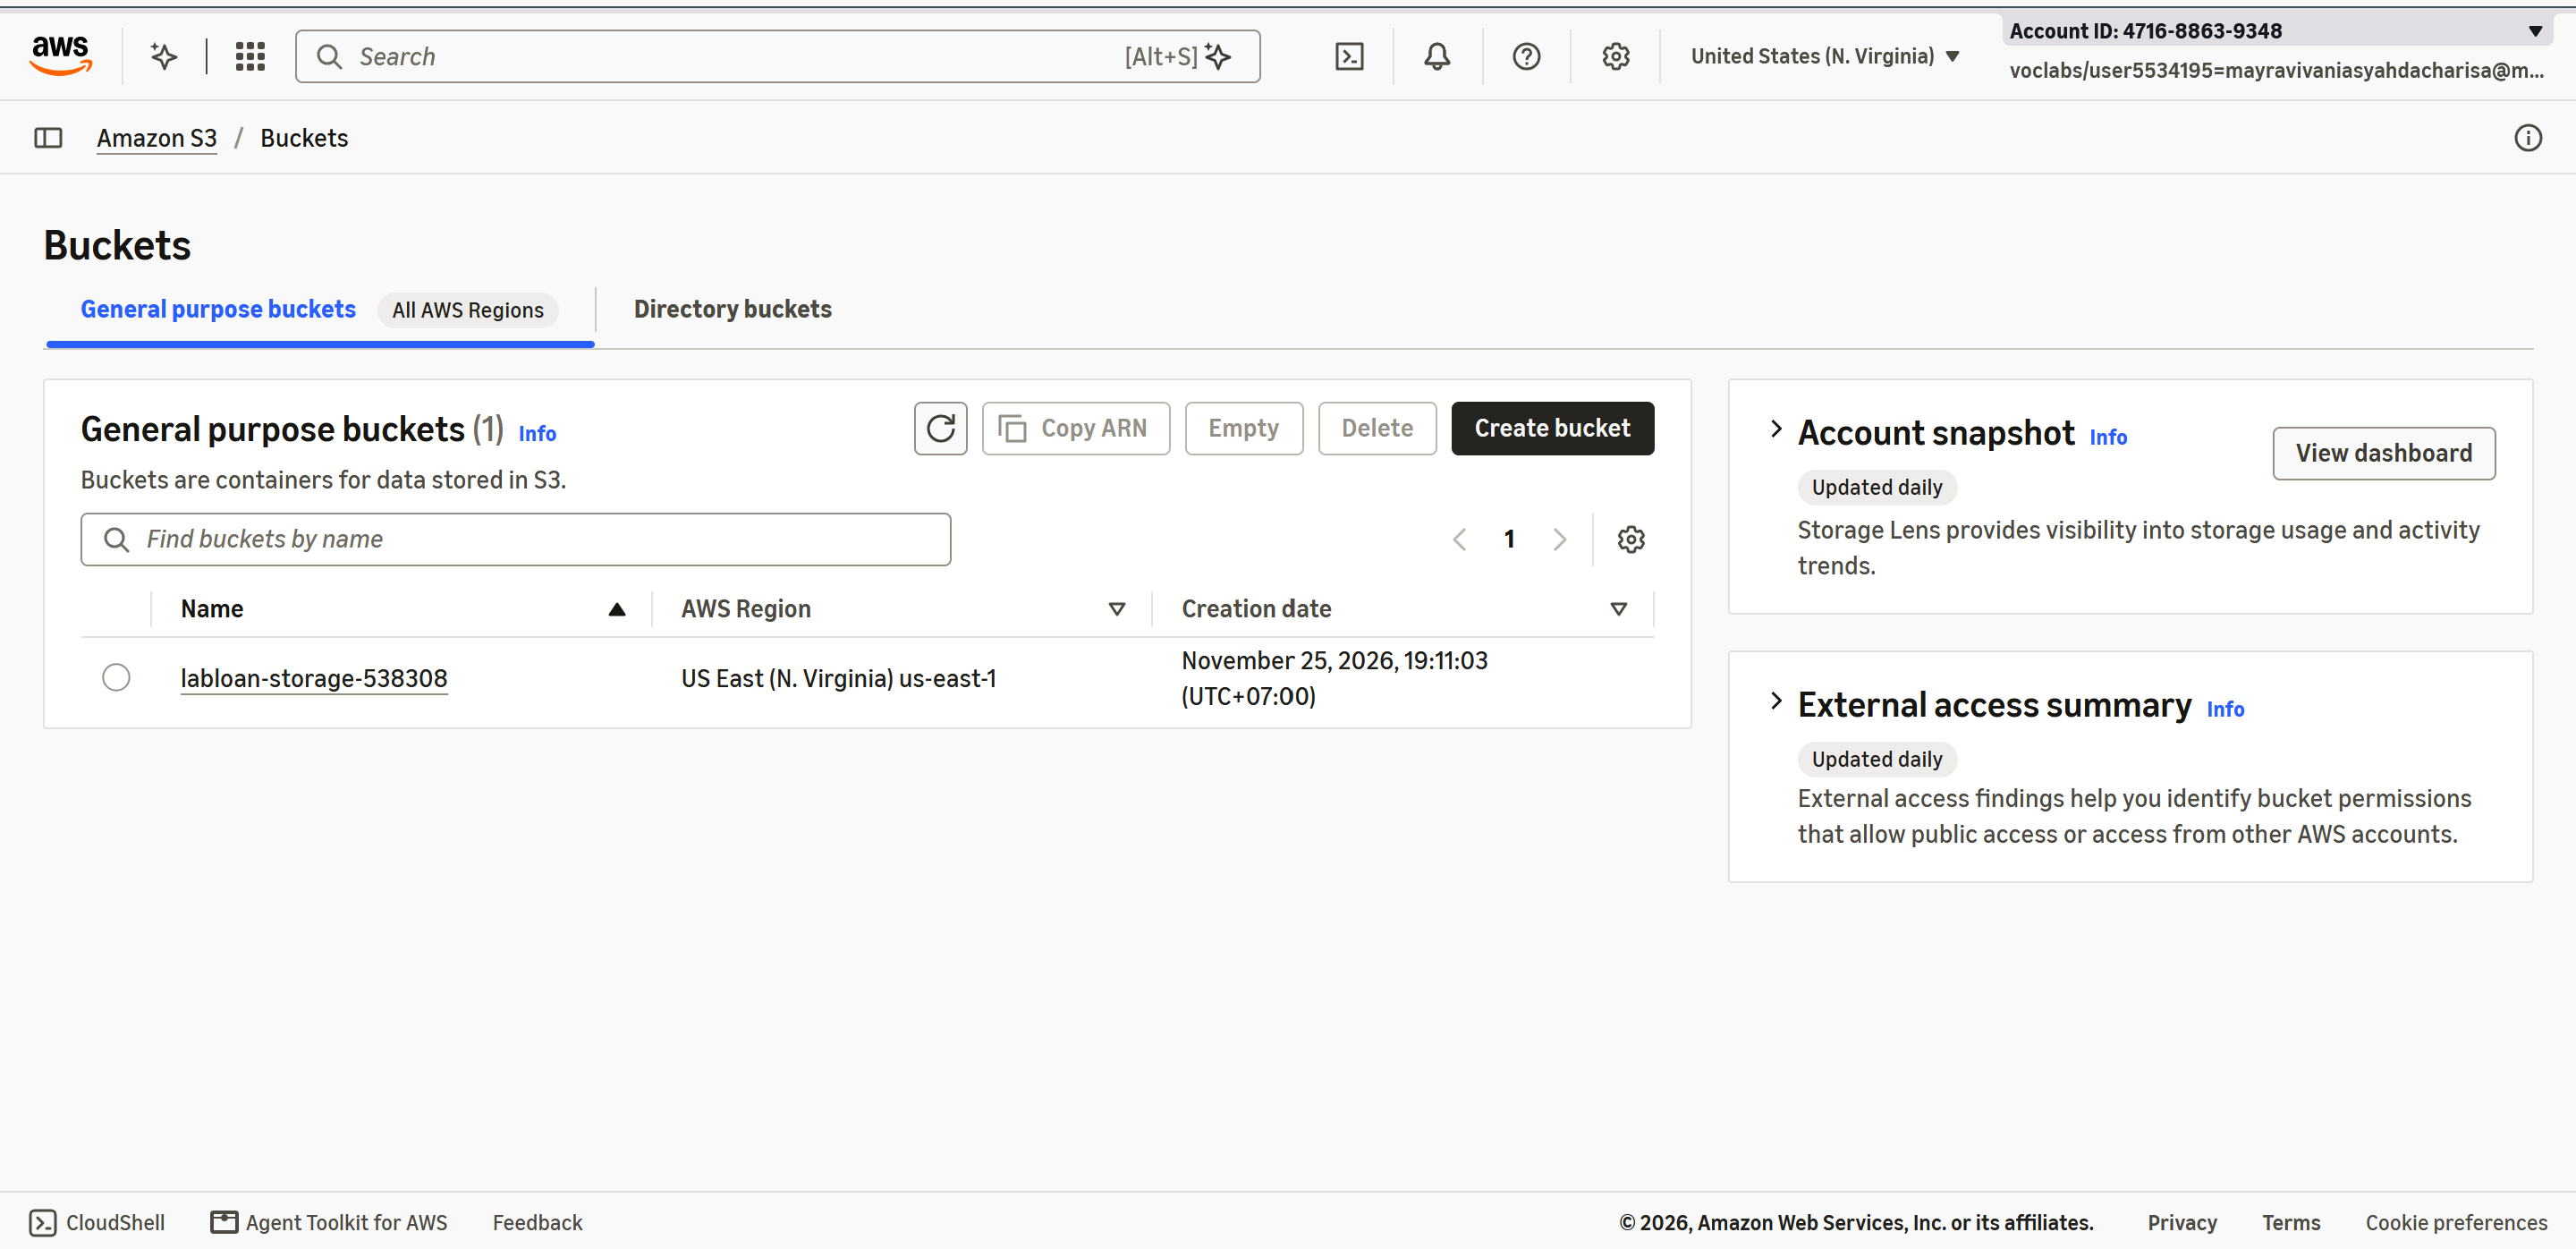 aws
Search
[Alt+S]
United States (N. Virginia)
Account ID: 4716-8863-9348
voclabs/user5534195=mayravivaniasyahdacharisa@m...
Amazon S3 / Buckets
Buckets
General purpose buckets
All AWS Regions
Directory buckets
General purpose buckets (1) Info
Copy ARN
Empty
Delete
Create bucket
Buckets are containers for data stored in S3.
Find buckets by name
1
Name
AWS Region
Creation date
labloan-storage-538308
US East (N. Virginia) us-east-1
November 25, 2026, 19:11:03
(UTC+07:00)
Account snapshot Info
View dashboard
Updated daily
Storage Lens provides visibility into storage usage and activity
trends.
External access summary Info
Updated daily
External access findings help you identify bucket permissions
that allow public access or access from other AWS accounts.
CloudShell
Agent Toolkit for AWS
Feedback
© 2026, Amazon Web Services, Inc. or its affiliates.
Privacy
Terms
Cookie preferences